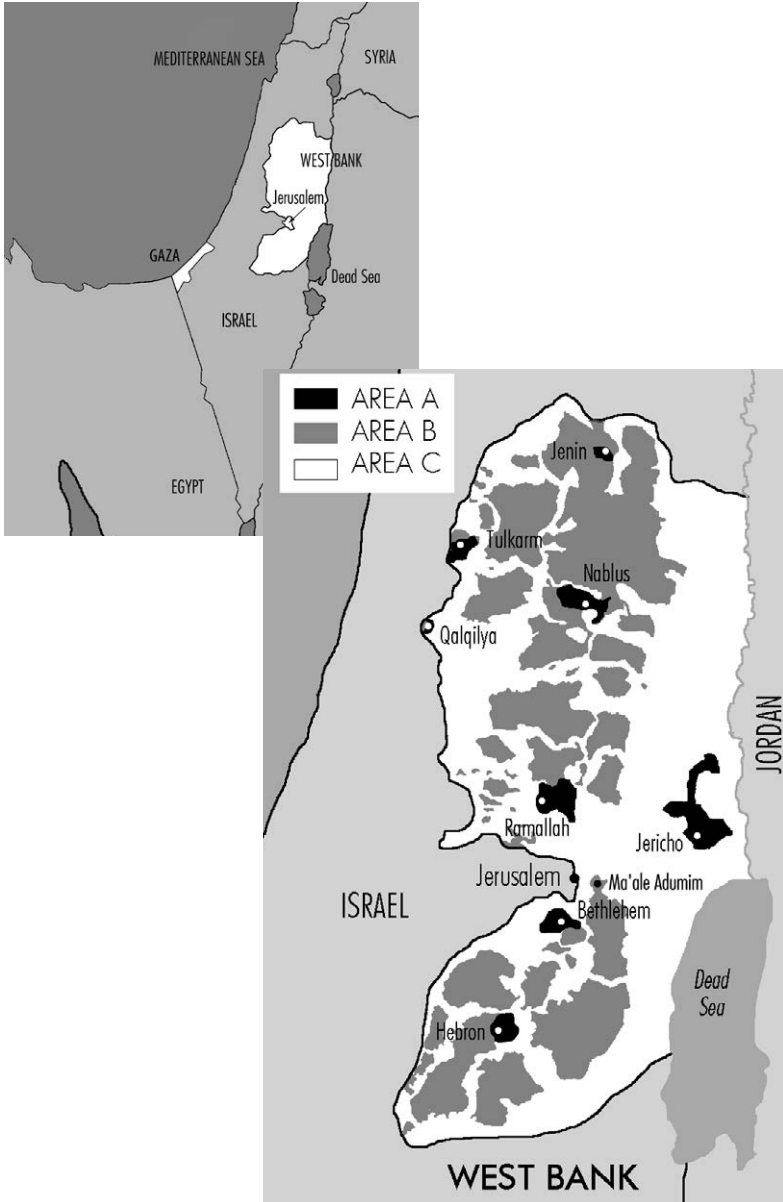 MEDITERRANEAN SEA
SYRIA
WEST BANK
Jerusalem
GAZA
Dead Sea
ISRAEL
EGYPT
AREA A
AREA B
AREA C
Jenin
Tulkarm
Nablus
Qalqilya
JORDAN
Ramallah
Jericho
Jerusalem
Ma'ale Adumim
ISRAEL
Bethlehem
Dead
Sea
Hebron
WEST BANK